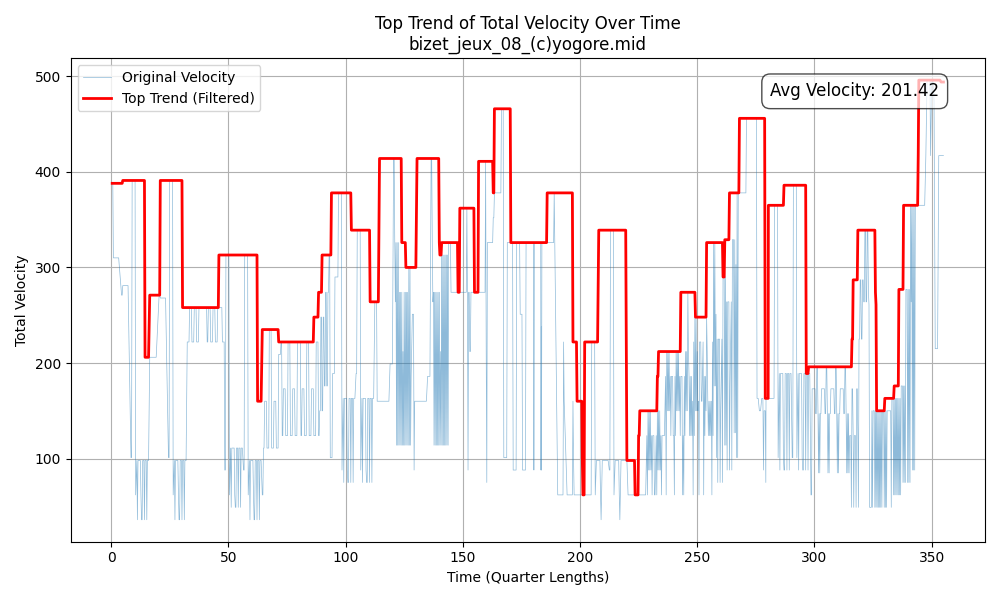 Top Trend of Total Velocity Over Time
bizet_jeux_08_(c)yogore.mid
Original Velocity
Top Trend (Filtered)
Avg Velocity: 201.42
500
400
300
200
100
Total Velocity
0
50
100
150
200
250
300
350
Time (Quarter Lengths)